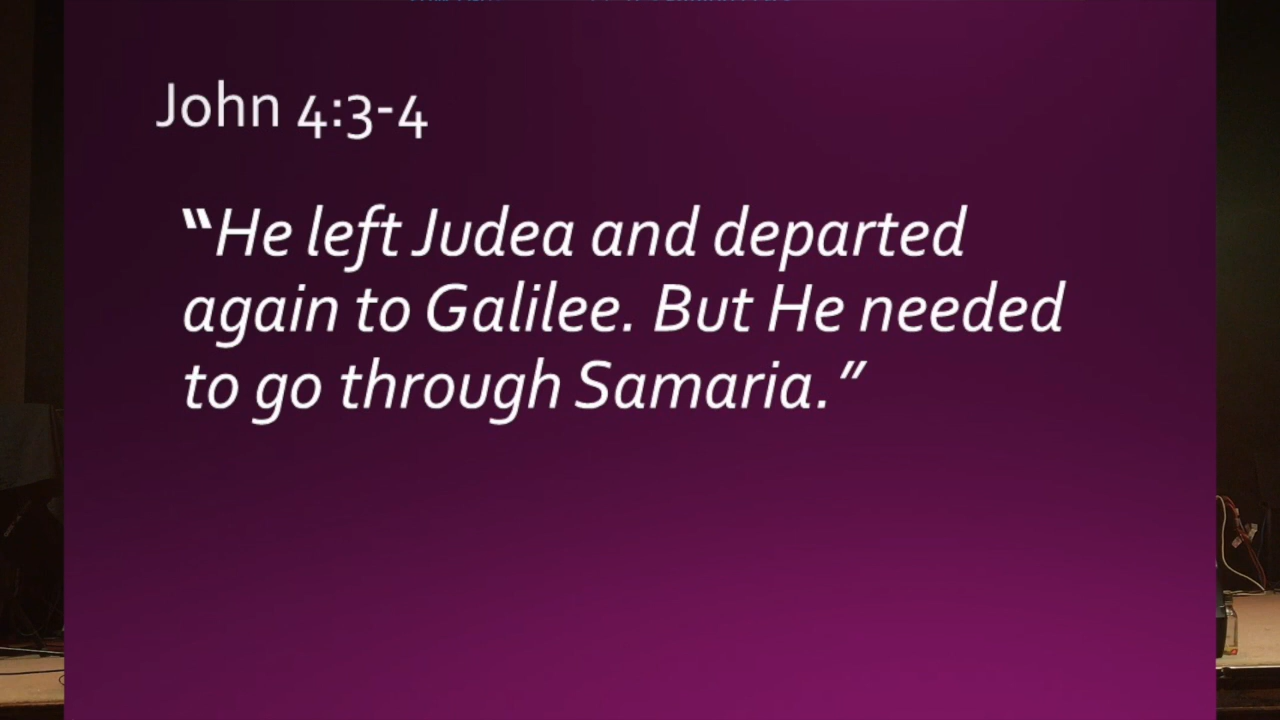 John 4:3-4
“He left Judea and departed
again to Galilee. But He needed
to go through Samaria.”